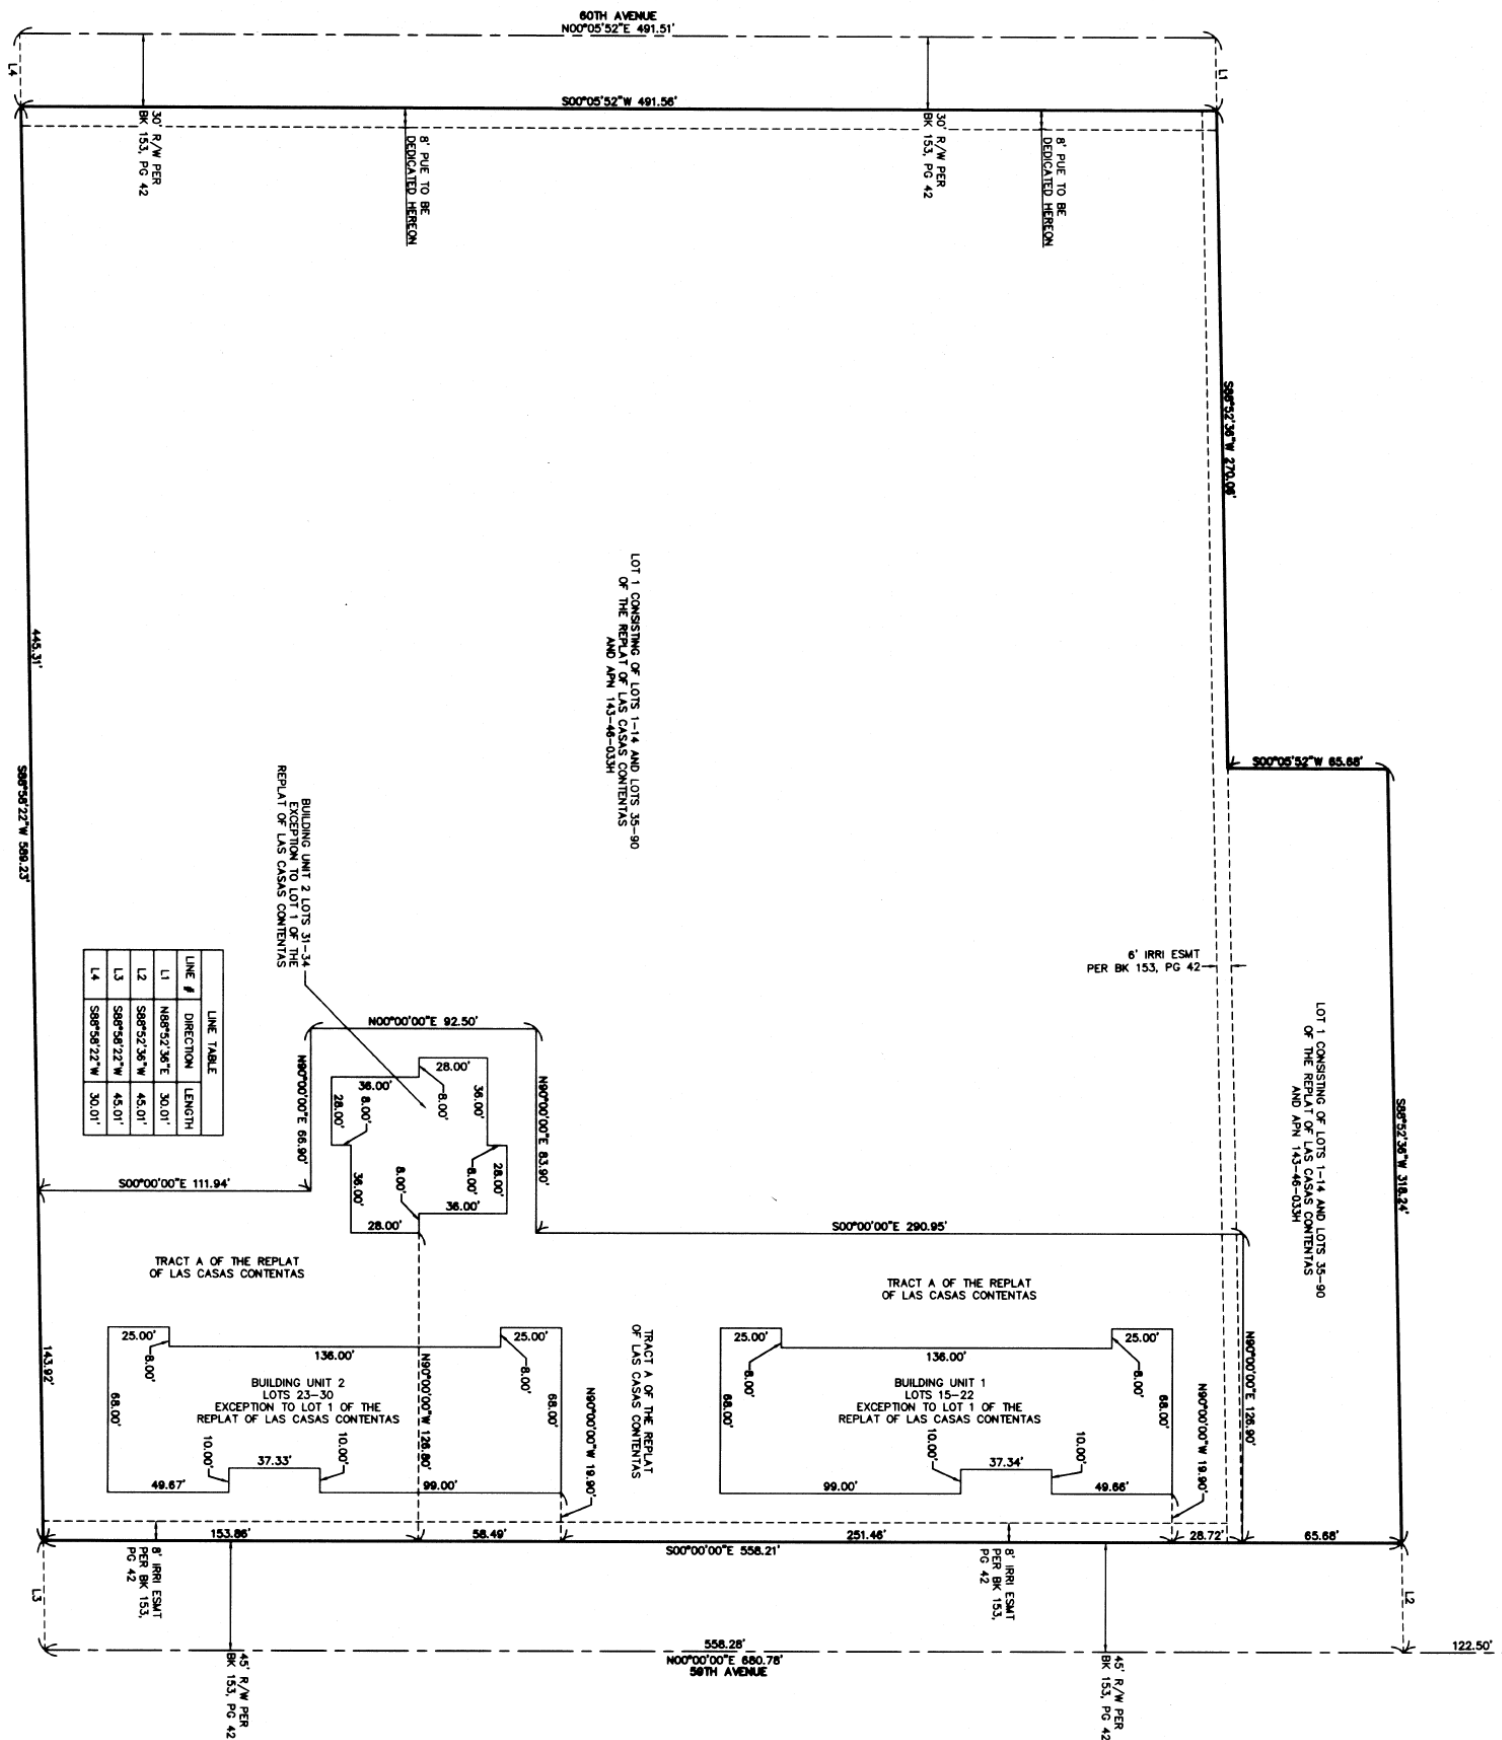 60TH AVENUE
N00°05'52"E 491.51'
L4
L1
S00°05'52"W 491.56'
30' R/W PER
BK 153, PG 42
8' PUE TO BE
DEDICATED HEREON
30' R/W PER
BK 153, PG 42
8' PUE TO BE
DEDICATED HEREON
S88°52'36"W 270.06'
LOT 1 CONSISTING OF LOTS 1-14 AND LOTS 35-90
OF THE REPLAT OF LAS CASAS CONTENTAS
AND APN 143-46-033H
S00°05'52"W 65.68'
445.31'
S88°58'22"W 589.23'
BUILDING UNIT 2 LOTS 31-34
EXCEPTION TO LOT 1 OF THE
REPLAT OF LAS CASAS CONTENTAS
6' IRRI ESMT
PER BK 153, PG 42
LOT 1 CONSISTING OF LOTS 1-14 AND LOTS 35-90
OF THE REPLAT OF LAS CASAS CONTENTAS
AND APN 143-46-033H
S88°52'36"W 318.24'
LINE TABLE
LINE # DIRECTION LENGTH
L1 N88°52'36"E 30.01'
L2 S88°52'36"W 45.01'
L3 S88°58'22"W 45.01'
L4 S88°58'22"W 30.01'
N00°00'00"E 92.50'
N90°00'00"E 66.90'
N90°00'00"E 83.90'
28.00'
36.00'
8.00'
36.00'
28.00'
8.00'
28.00'
8.00'
36.00'
8.00'
36.00'
28.00'
S00°00'00"E 111.94'
S00°00'00"E 290.95'
TRACT A OF THE REPLAT
OF LAS CASAS CONTENTAS
TRACT A OF THE REPLAT
OF LAS CASAS CONTENTAS
TRACT A OF THE REPLAT
OF LAS CASAS CONTENTAS
N90°00'00"E 126.90'
143.92'
25.00'
8.00'
136.00'
25.00'
8.00'
68.00'
68.00'
BUILDING UNIT 2
LOTS 23-30
EXCEPTION TO LOT 1 OF THE
REPLAT OF LAS CASAS CONTENTAS
N90°00'00"W 126.80'
10.00'
37.33'
10.00'
49.67'
99.00'
N90°00'00"W 19.90'
25.00'
8.00'
136.00'
25.00'
8.00'
68.00'
68.00'
BUILDING UNIT 1
LOTS 15-22
EXCEPTION TO LOT 1 OF THE
REPLAT OF LAS CASAS CONTENTAS
10.00'
37.34'
10.00'
99.00'
49.66'
N90°00'00"W 19.90'
153.86'
58.49'
251.46'
28.72'
65.68'
S00°00'00"E 558.21'
8' IRRI ESMT
PER BK 153,
PG 42
8' IRRI ESMT
PER BK 153,
PG 42
L3
L2
558.28'
N00°00'00"E 680.78'
59TH AVENUE
122.50'
45' R/W PER
BK 153, PG 42
45' R/W PER
BK 153, PG 42